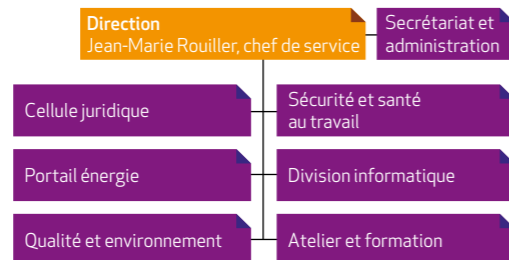 Direction
Jean-Marie Rouiller, chef de service
Secrétariat et
administration
Cellule juridique
Sécurité et santé
au travail
Portail énergie
Division informatique
Qualité et environnement
Atelier et formation